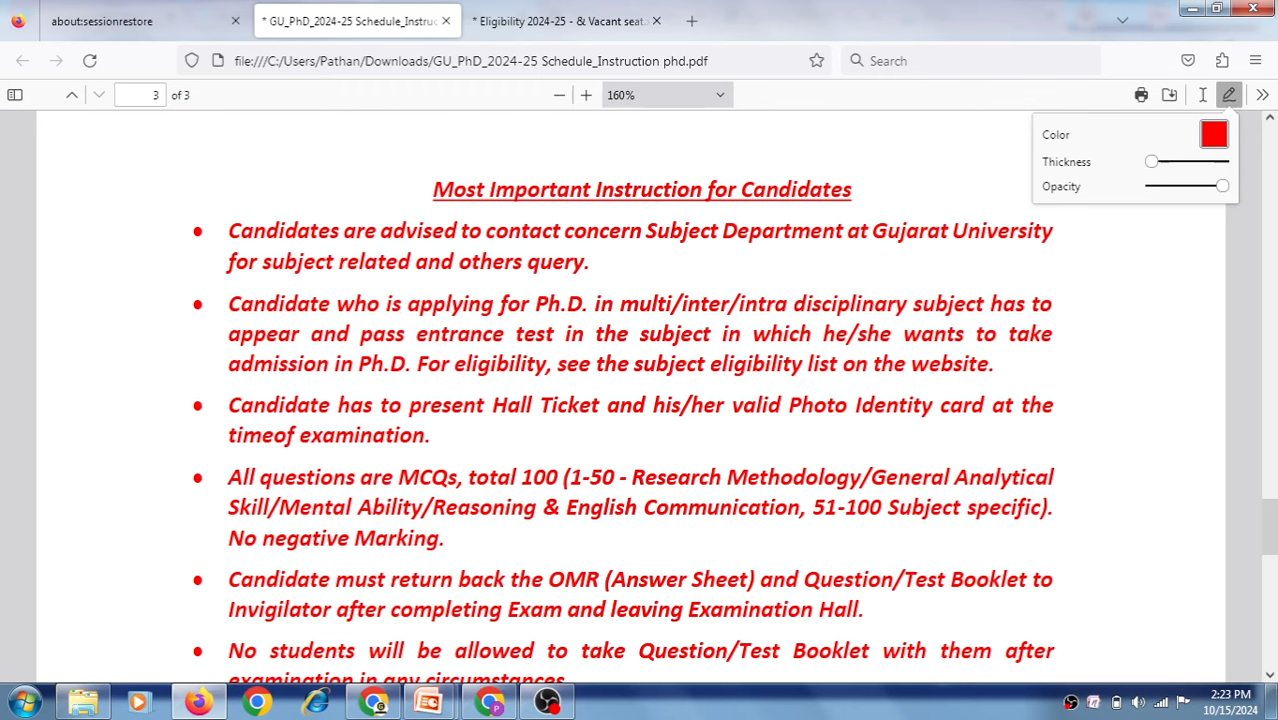 about:sessionrestore
* GU_PhD_2024-25 Schedule_Instruc
* Eligibility 2024-25 - & Vacant seat.
file:///C:/Users/Pathan/Downloads/GU_PhD_2024-25 Schedule_Instruction phd.pdf
Search
3 of 3
160%
Color
Thickness
Opacity
Most Important Instruction for Candidates
• Candidates are advised to contact concern Subject Department at Gujarat University
for subject related and others query.
• Candidate who is applying for Ph.D. in multi/inter/intra disciplinary subject has to
appear and pass entrance test in the subject in which he/she wants to take
admission in Ph.D. For eligibility, see the subject eligibility list on the website.
• Candidate has to present Hall Ticket and his/her valid Photo Identity card at the
timeof examination.
• All questions are MCQs, total 100 (1-50 - Research Methodology/General Analytical
Skill/Mental Ability/Reasoning & English Communication, 51-100 Subject specific).
No negative Marking.
• Candidate must return back the OMR (Answer Sheet) and Question/Test Booklet to
Invigilator after completing Exam and leaving Examination Hall.
• No students will be allowed to take Question/Test Booklet with them after
examination in any circumstances
2:23 PM
10/15/2024